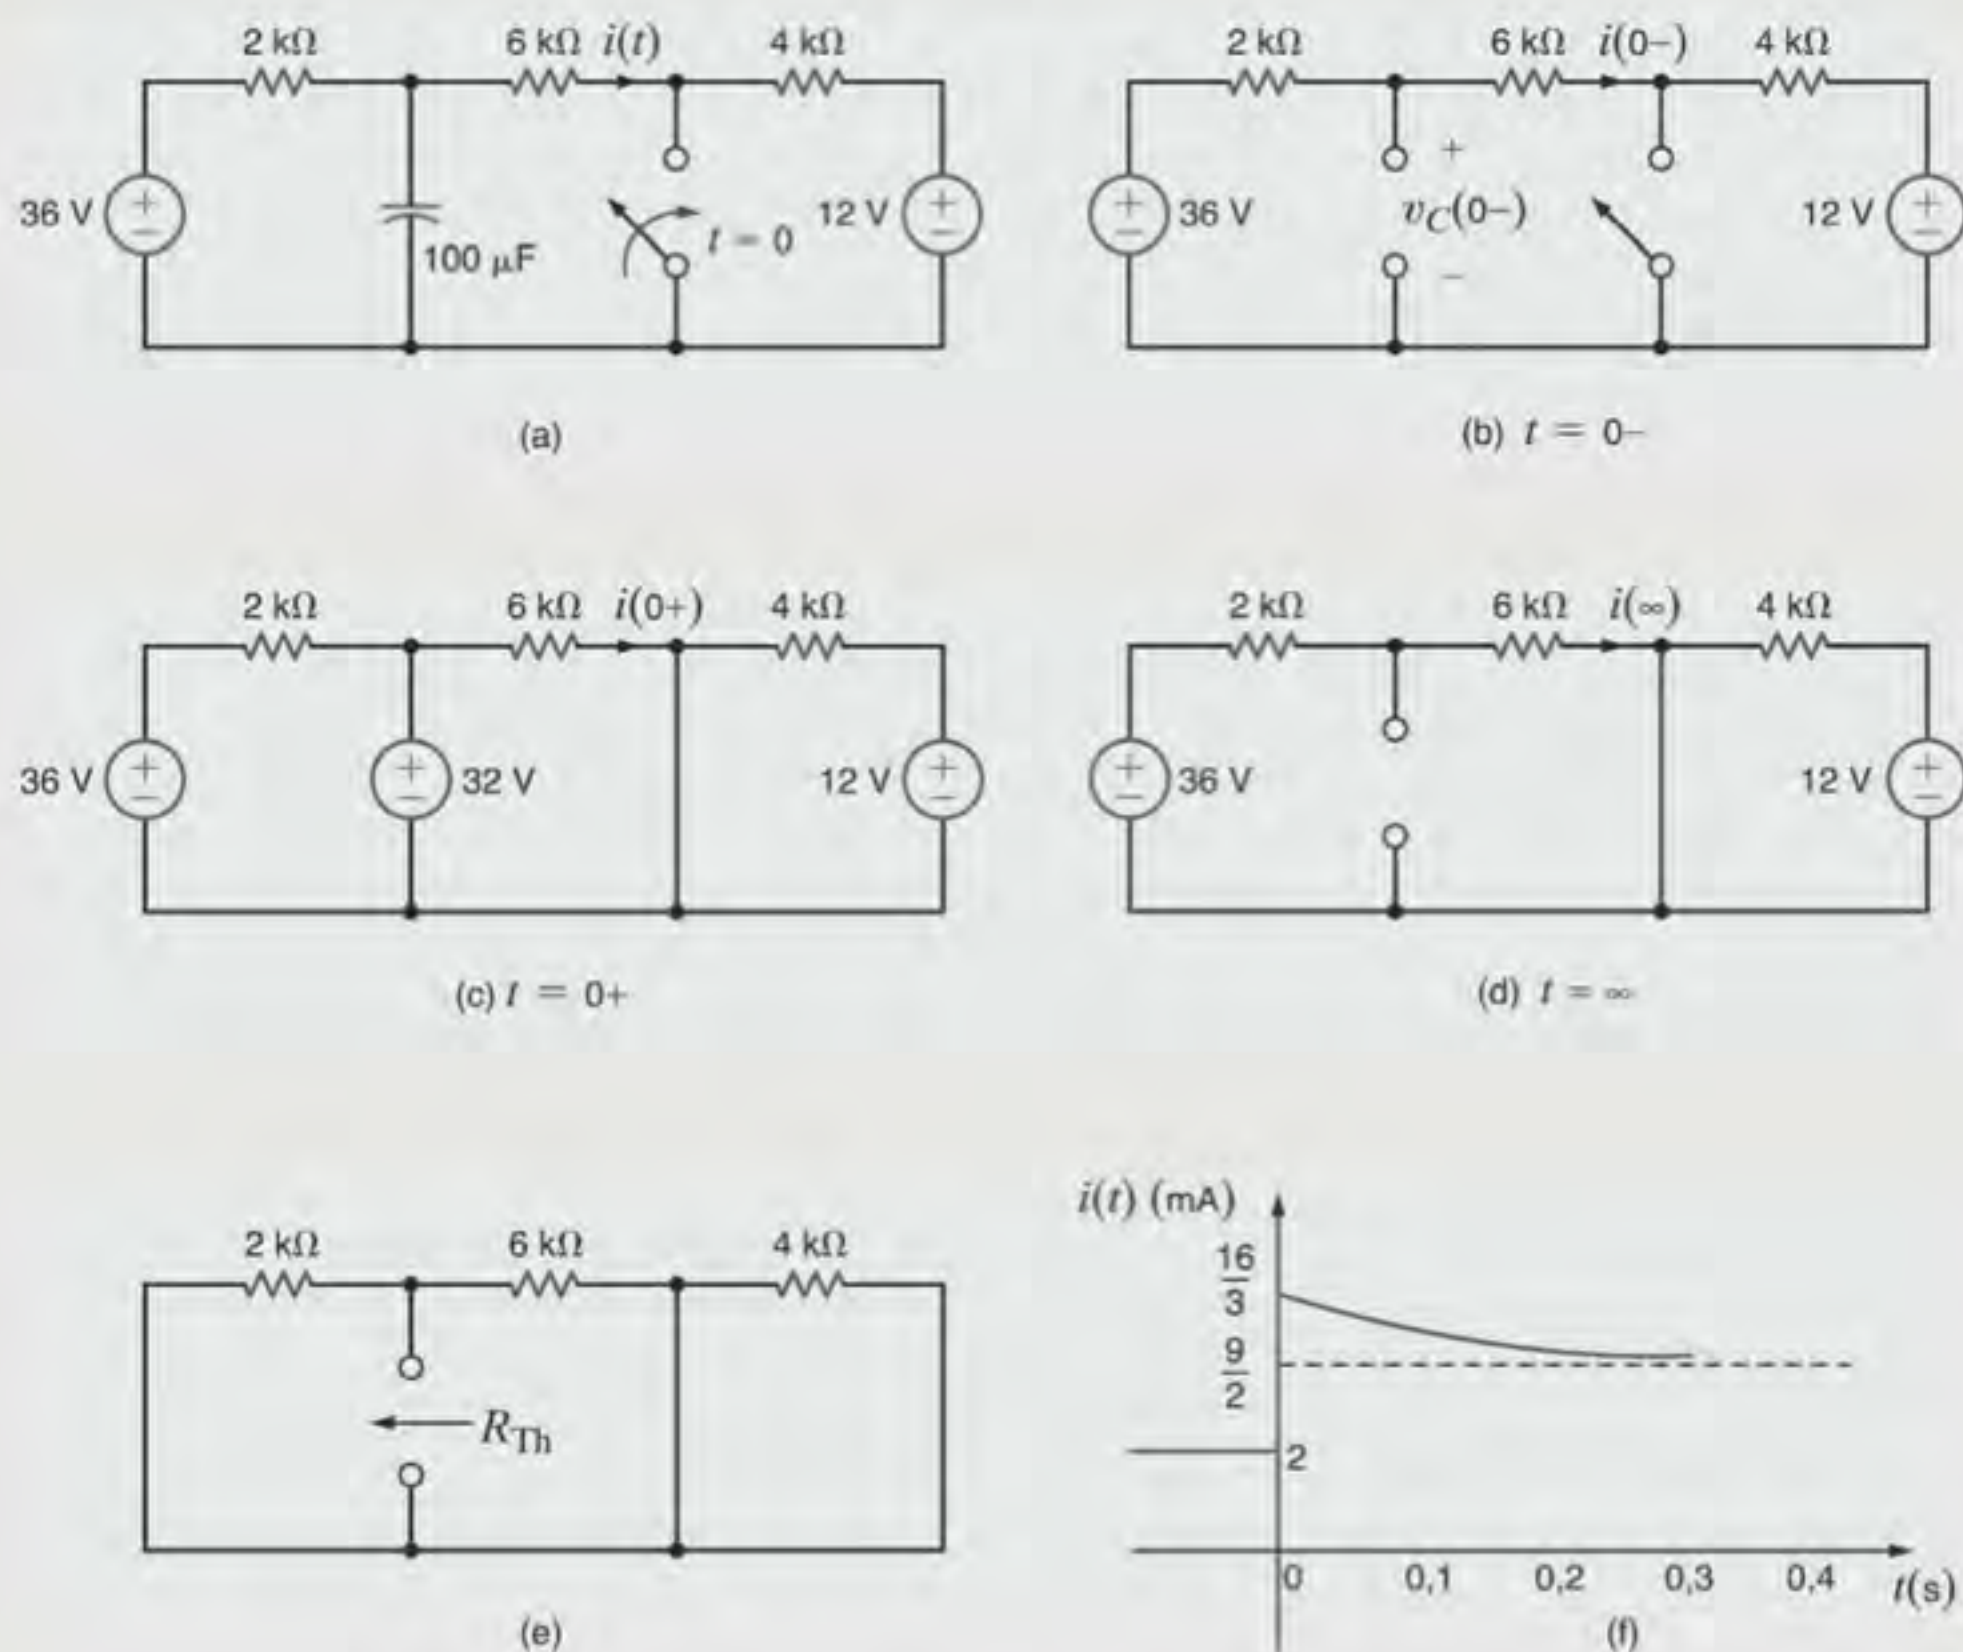 2 kΩ 6 kΩ i(t) 4 kΩ
36 V + − 100 μF t = 0 12 V + −
(a)
2 kΩ 6 kΩ i(0−) 4 kΩ
+
+ − 36 V vC(0−) 12 V + −
−
(b) t = 0−
2 kΩ 6 kΩ i(0+) 4 kΩ
36 V + − + − 32 V 12 V + −
(c) t = 0+
2 kΩ 6 kΩ i(∞) 4 kΩ
+ − 36 V 12 V + −
(d) t = ∞
2 kΩ 6 kΩ 4 kΩ
RTh
(e)
i(t) (mA)
16
3
9
2
2
0 0,1 0,2 0,3 0,4 t(s)
(f)